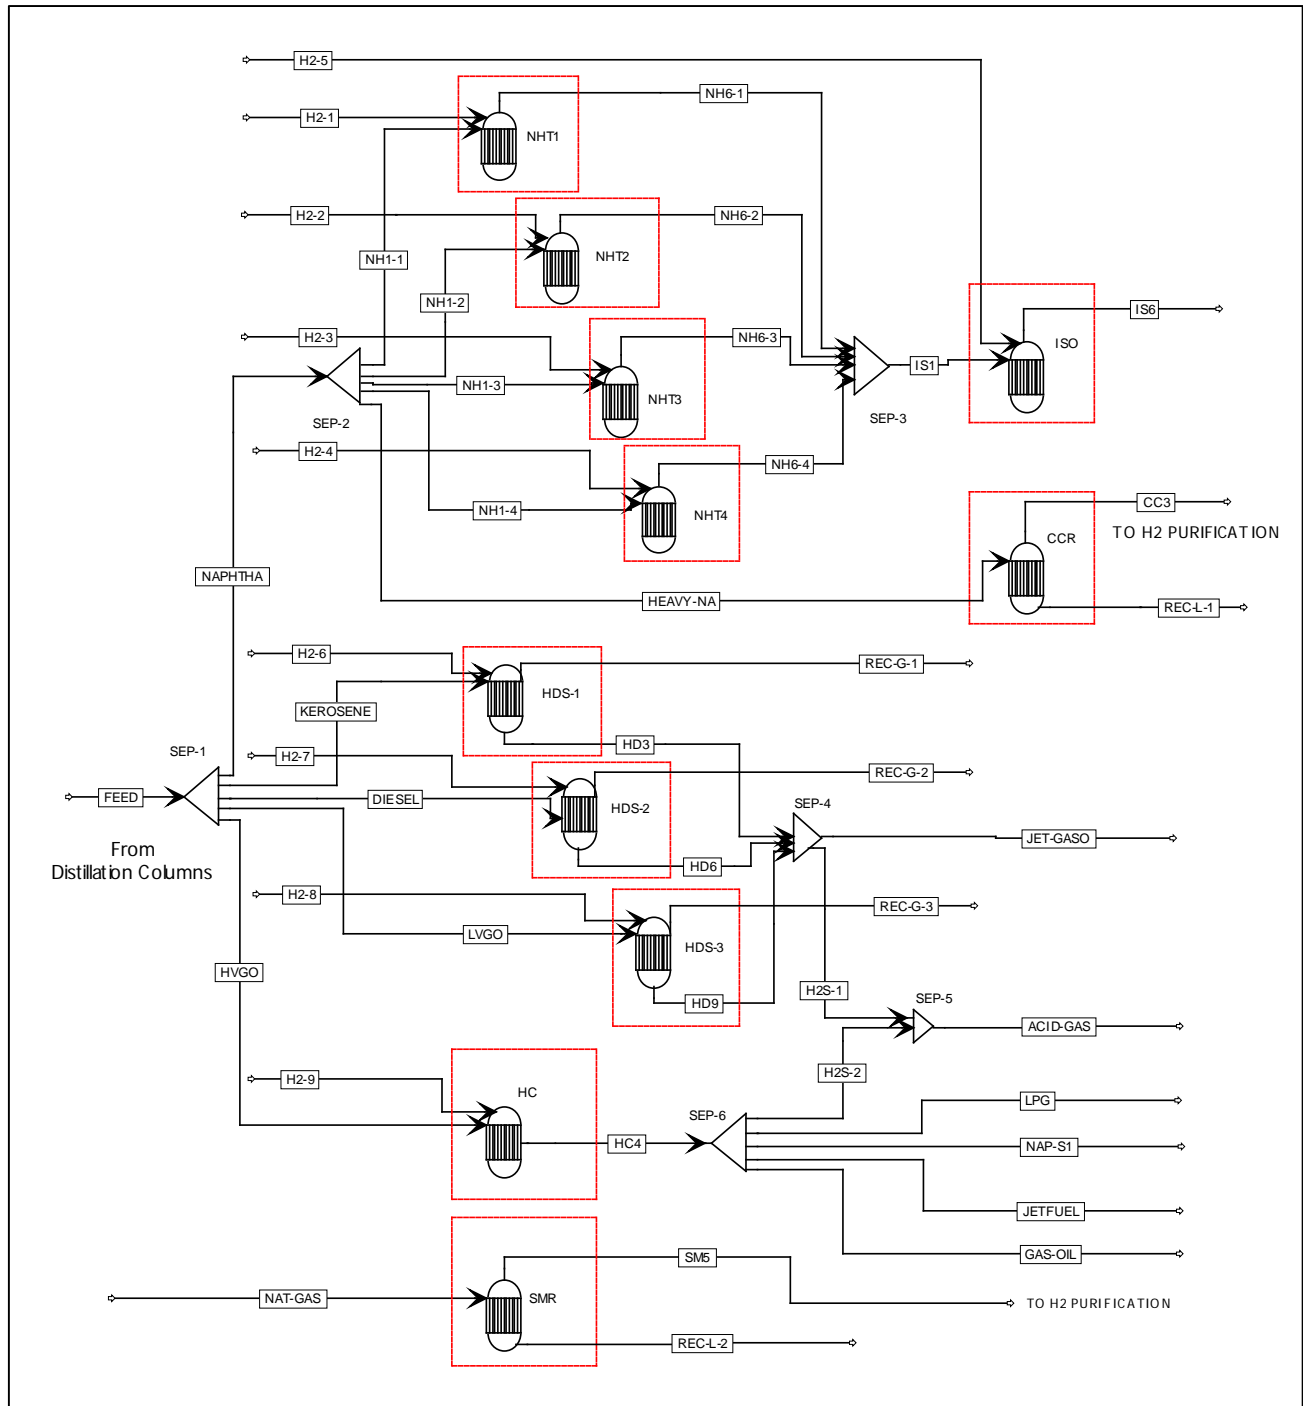 H2-5
NH6-1
H2-1
NHT1
H2-2
NH6-2
NHT2
NH1-1
NH1-2
IS6
H2-3
NH6-3
ISO
IS1
NH1-3
NHT3
SEP-2
SEP-3
H2-4
NH6-4
CC3
NH1-4
NHT4
TO H2 PURIFICATION
CCR
NAPHTHA
HEAVY-NA
REC-L-1
H2-6
REC-G-1
HDS-1
KEROSENE
HD3
SEP-1
H2-7
REC-G-2
FEED
DIESEL
HDS-2
SEP-4
JET-GASO
From
Distillation Columns
HD6
H2-8
REC-G-3
LVGO
HDS-3
HVGO
H2S-1
HD9
SEP-5
ACID-GAS
H2S-2
H2-9
HC
LPG
SEP-6
HC4
NAP-S1
JETFUEL
GAS-OIL
SM5
NAT-GAS
SMR
TO H2 PURIFICATION
REC-L-2